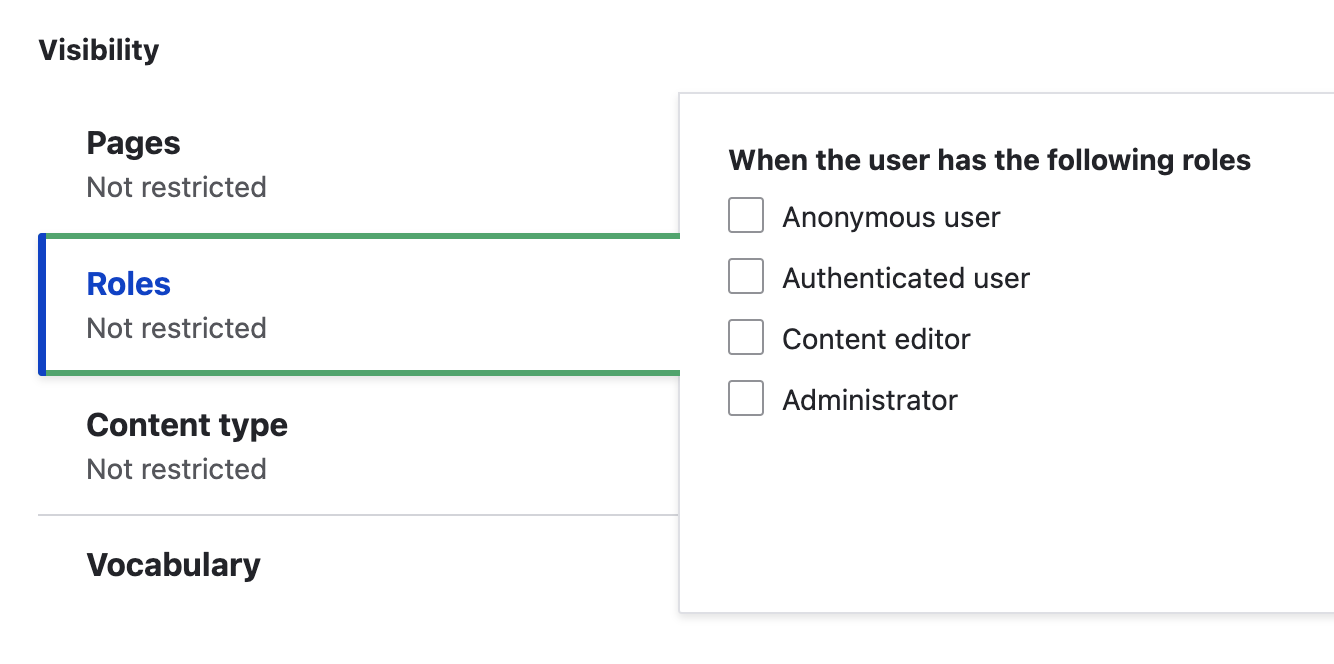 Visibility
Pages
Not restricted
Roles
Not restricted
Content type
Not restricted
Vocabulary
When the user has the following roles
Anonymous user
Authenticated user
Content editor
Administrator